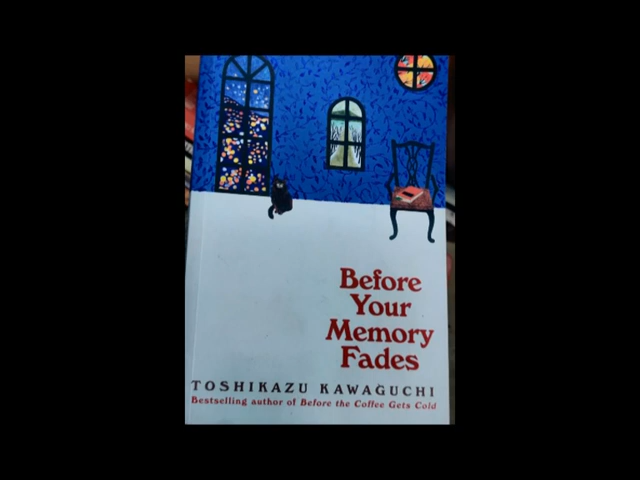 Before
Your
Memory
Fades
TOSHIKAZU KAWAGUCHI
Bestselling author of Before the Coffee Gets Cold